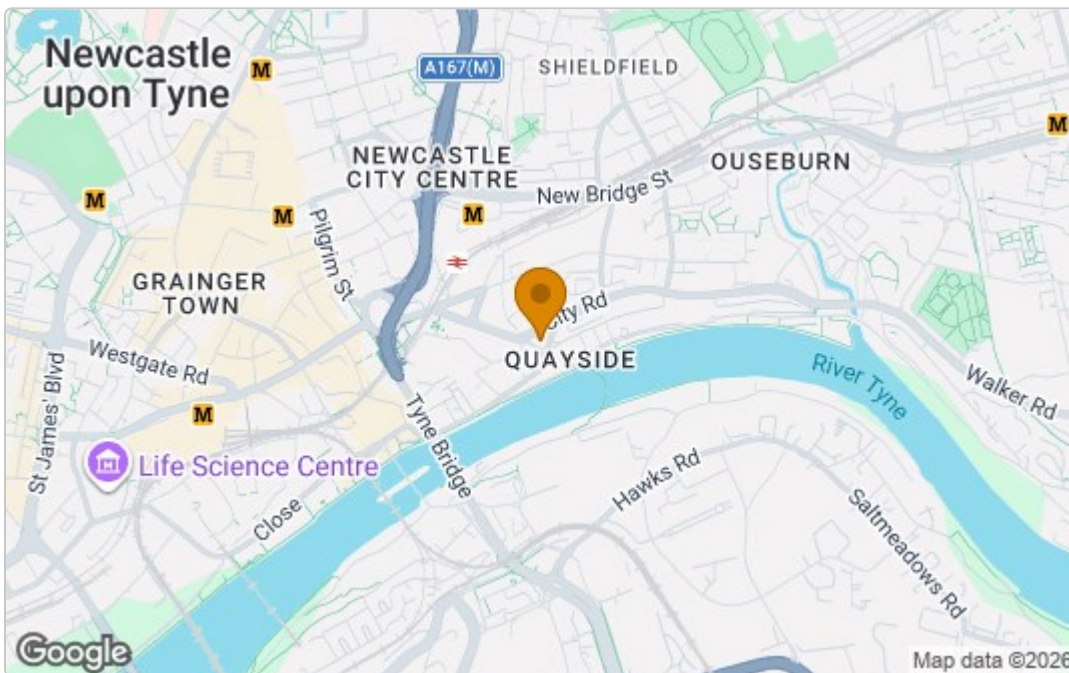 Newcastle
upon Tyne
M
A167(M)
SHIELDFIELD
M
NEWCASTLE
CITY CENTRE
OUSEBURN
New Bridge St
M
M
M
Pilgrim St
GRAINGER
TOWN
City Rd
QUAYSIDE
Westgate Rd
River Tyne
Walker Rd
M
Tyne Bridge
St James' Blvd
Life Science Centre
Hawks Rd
Close
Saltmeadows Rd
Google
Map data ©2026